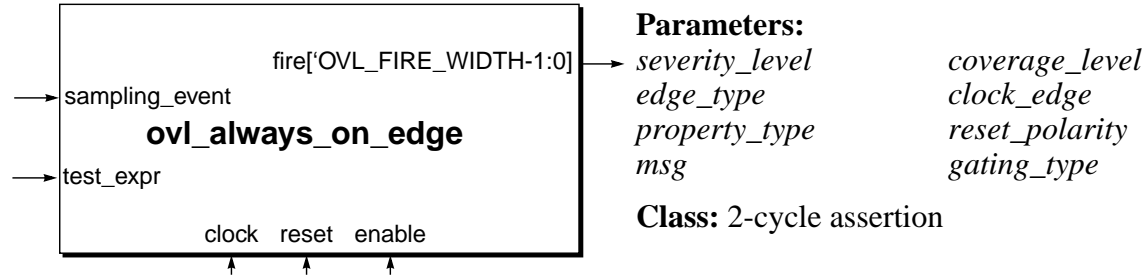 fire['OVL_FIRE_WIDTH-1:0]
sampling_event
ovl_always_on_edge
test_expr
clock reset enable
Parameters:
severity_level coverage_level
edge_type clock_edge
property_type reset_polarity
msg gating_type
Class: 2-cycle assertion